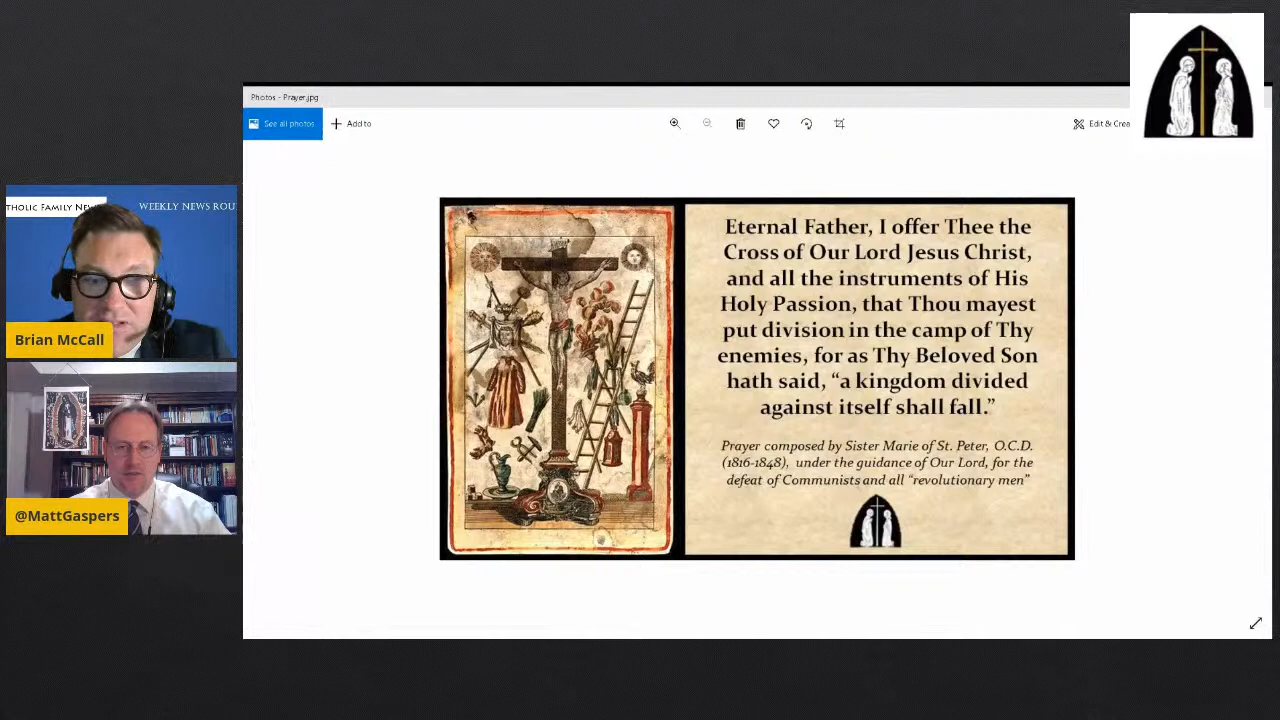 Photos - Prayer.jpg
See all photos
Add to
Edit & Crea
THOLIC FAMILY NEW
WEEKLY NEWS ROU
Brian McCall
@MattGaspers
Eternal Father, I offer Thee the
Cross of Our Lord Jesus Christ,
and all the instruments of His
Holy Passion, that Thou mayest
put division in the camp of Thy
enemies, for as Thy Beloved Son
hath said, “a kingdom divided
against itself shall fall.”
Prayer composed by Sister Marie of St. Peter, O.C.D.
(1816-1848), under the guidance of Our Lord, for the
defeat of Communists and all “revolutionary men”